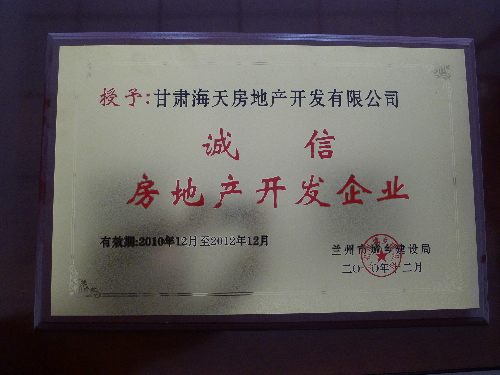 授予:甘肃海天房地产开发有限公司
诚信
房地产开发企业
有效期:2010年12月至2012年12月
兰州市城乡建设局
二〇一〇年十二月